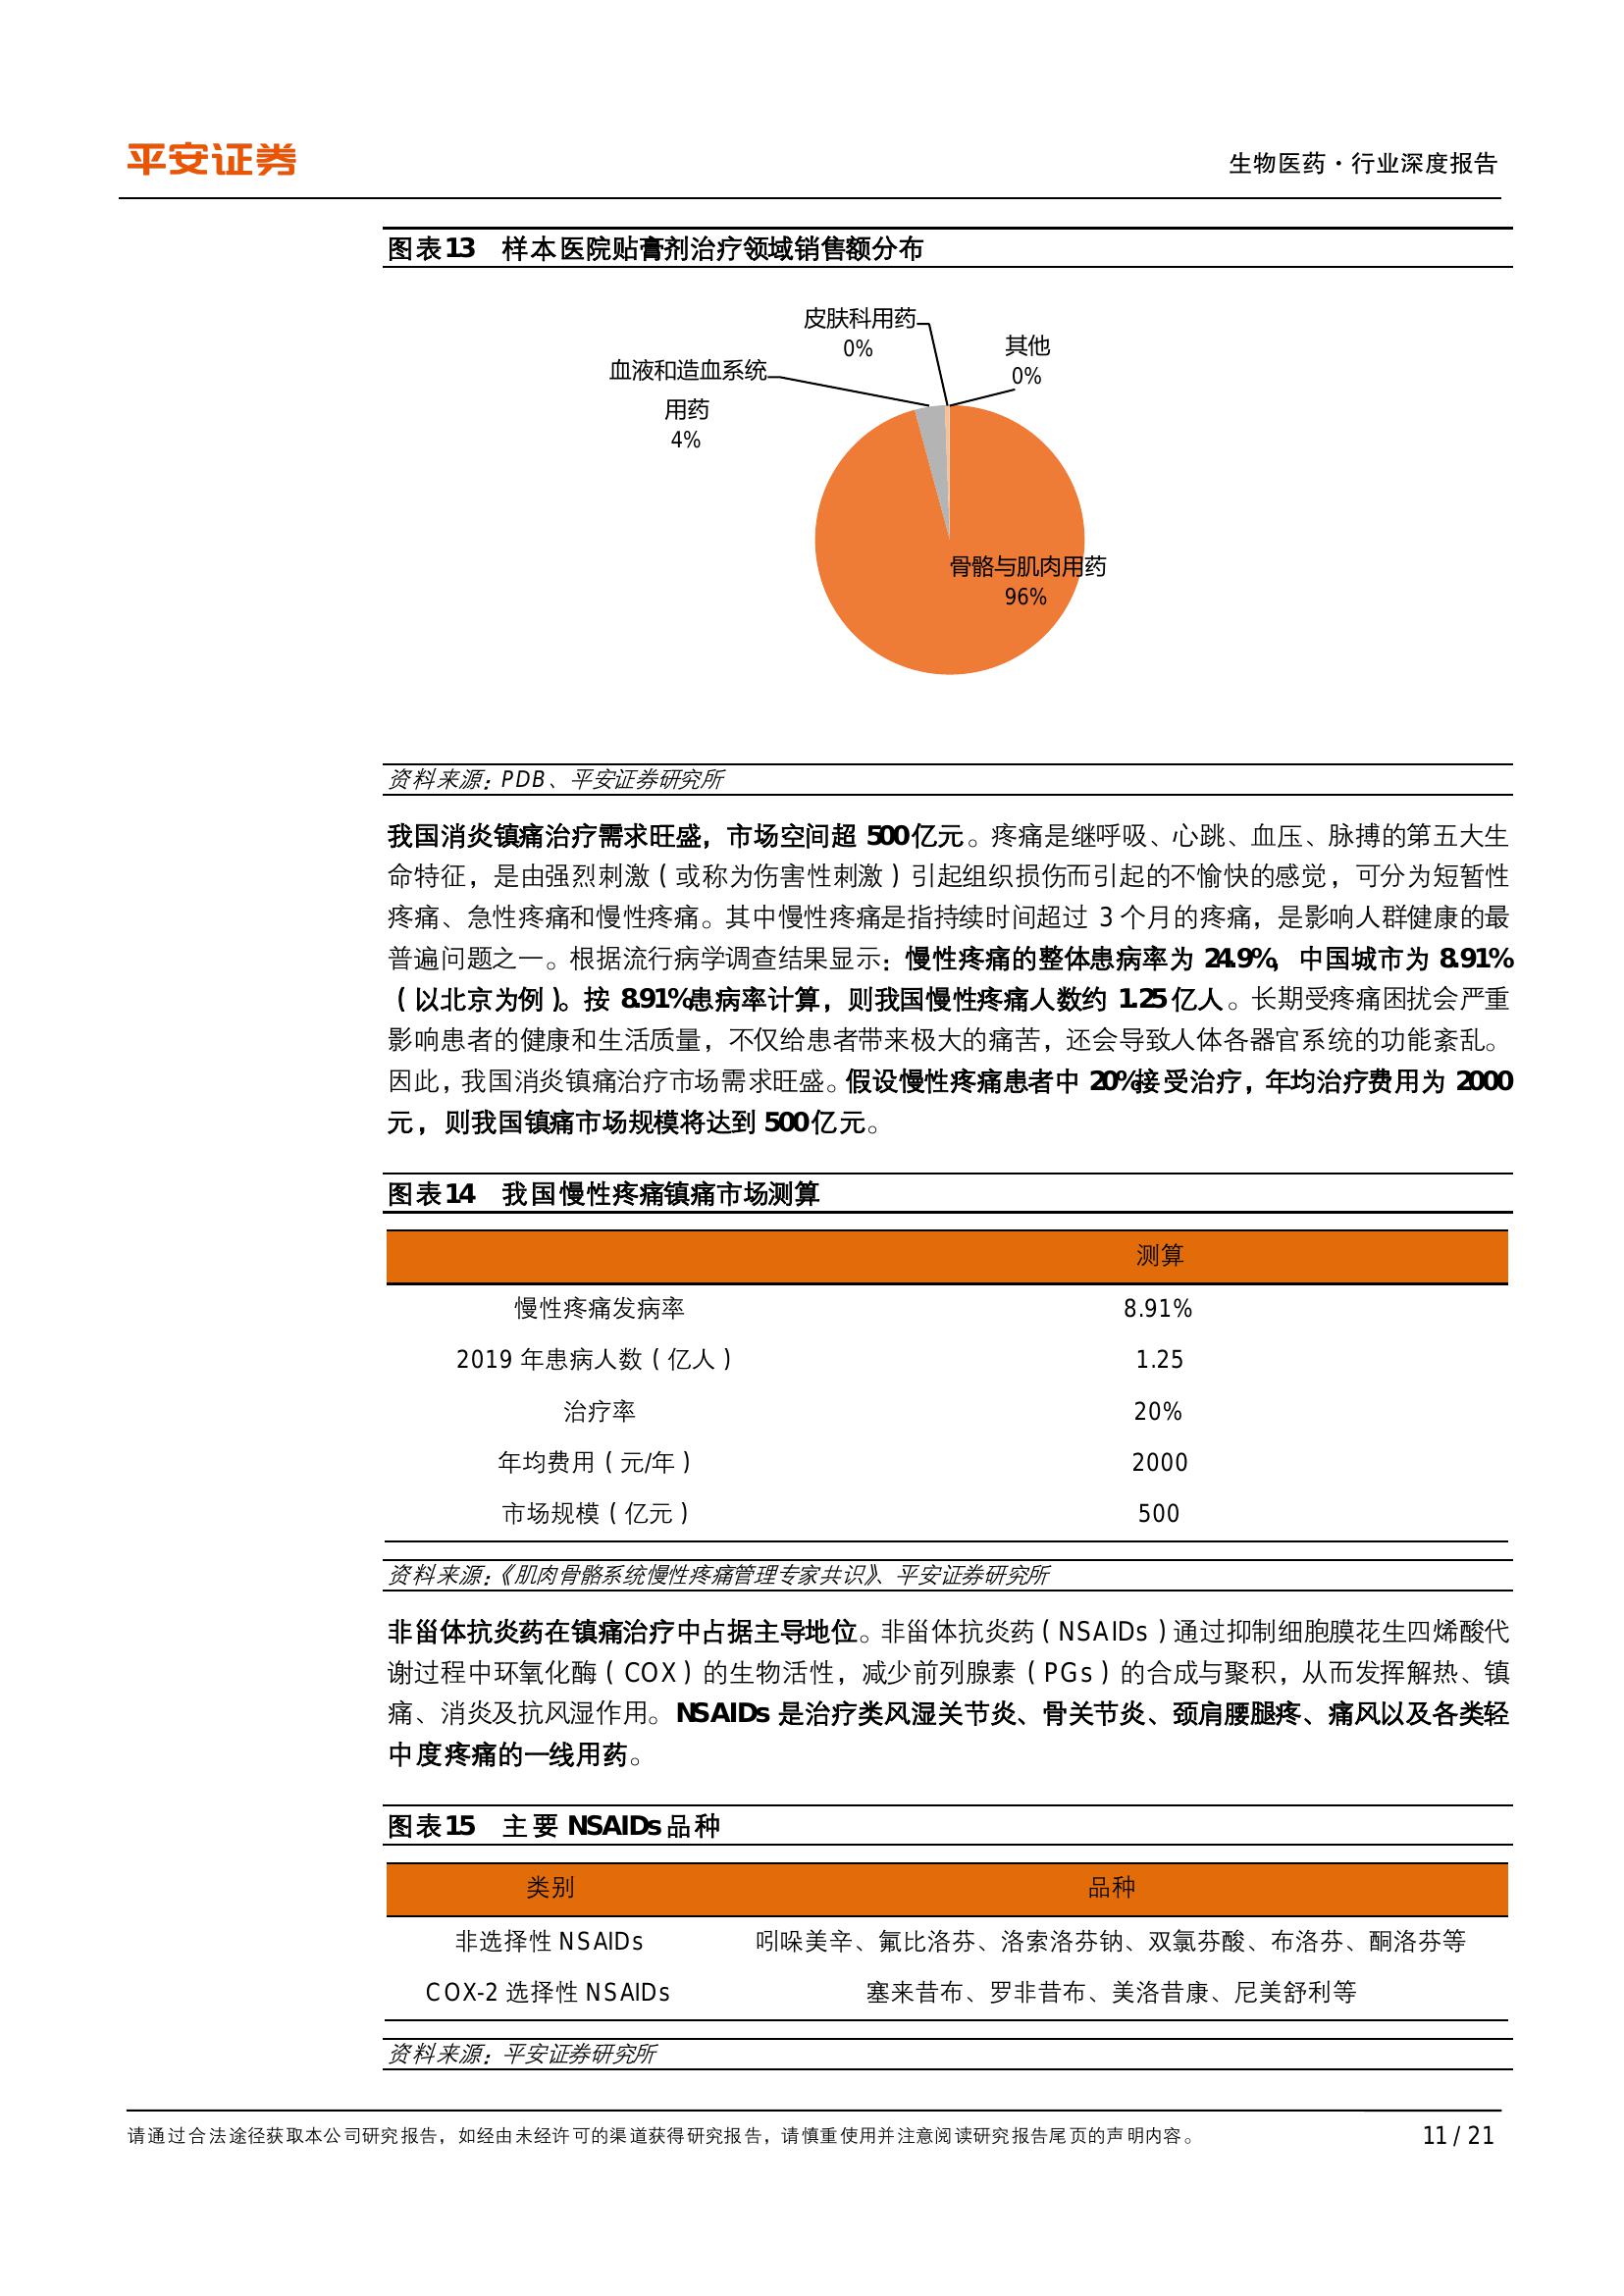 平安证券
生物医药·行业深度报告
图表13 样本医院贴膏剂治疗领域销售额分布
皮肤科用药
0%
其他
0%
血液和造血系统
用药
4%
骨骼与肌肉用药
96%
资料来源：PDB、平安证券研究所
我国消炎镇痛治疗需求旺盛，市场空间超 500 亿元。疼痛是继呼吸、心跳、血压、脉搏的第五大生
命特征，是由强烈刺激（或称为伤害性刺激）引起组织损伤而引起的不愉快的感觉，可分为短暂性
疼痛、急性疼痛和慢性疼痛。其中慢性疼痛是指持续时间超过 3 个月的疼痛，是影响人群健康的最
普遍问题之一。根据流行病学调查结果显示：慢性疼痛的整体患病率为 24.9%，中国城市为 8.91%
（以北京为例）。按 8.91%患病率计算，则我国慢性疼痛人数约 1.25 亿人。长期受疼痛困扰会严重
影响患者的健康和生活质量，不仅给患者带来极大的痛苦，还会导致人体各器官系统的功能紊乱。
因此，我国消炎镇痛治疗市场需求旺盛。假设慢性疼痛患者中 20%接受治疗，年均治疗费用为 2000
元，则我国镇痛市场规模将达到 500 亿元。
图表14 我国慢性疼痛镇痛市场测算
测算
慢性疼痛发病率 8.91%
2019 年患病人数（亿人） 1.25
治疗率 20%
年均费用（元/年） 2000
市场规模（亿元） 500
资料来源：《肌肉骨骼系统慢性疼痛管理专家共识》、平安证券研究所
非甾体抗炎药在镇痛治疗中占据主导地位。非甾体抗炎药（NSAIDs）通过抑制细胞膜花生四烯酸代
谢过程中环氧化酶（COX）的生物活性，减少前列腺素（PGs）的合成与聚积，从而发挥解热、镇
痛、消炎及抗风湿作用。NSAIDs 是治疗类风湿关节炎、骨关节炎、颈肩腰腿疼、痛风以及各类轻
中度疼痛的一线用药。
图表15 主要 NSAIDs 品种
类别 品种
非选择性 NSAIDs 吲哚美辛、氟比洛芬、洛索洛芬钠、双氯芬酸、布洛芬、酮洛芬等
COX-2 选择性 NSAIDs 塞来昔布、罗非昔布、美洛昔康、尼美舒利等
资料来源：平安证券研究所
请通过合法途径获取本公司研究报告，如经由未经许可的渠道获得研究报告，请慎重使用并注意阅读研究报告尾页的声明内容。 11 / 21